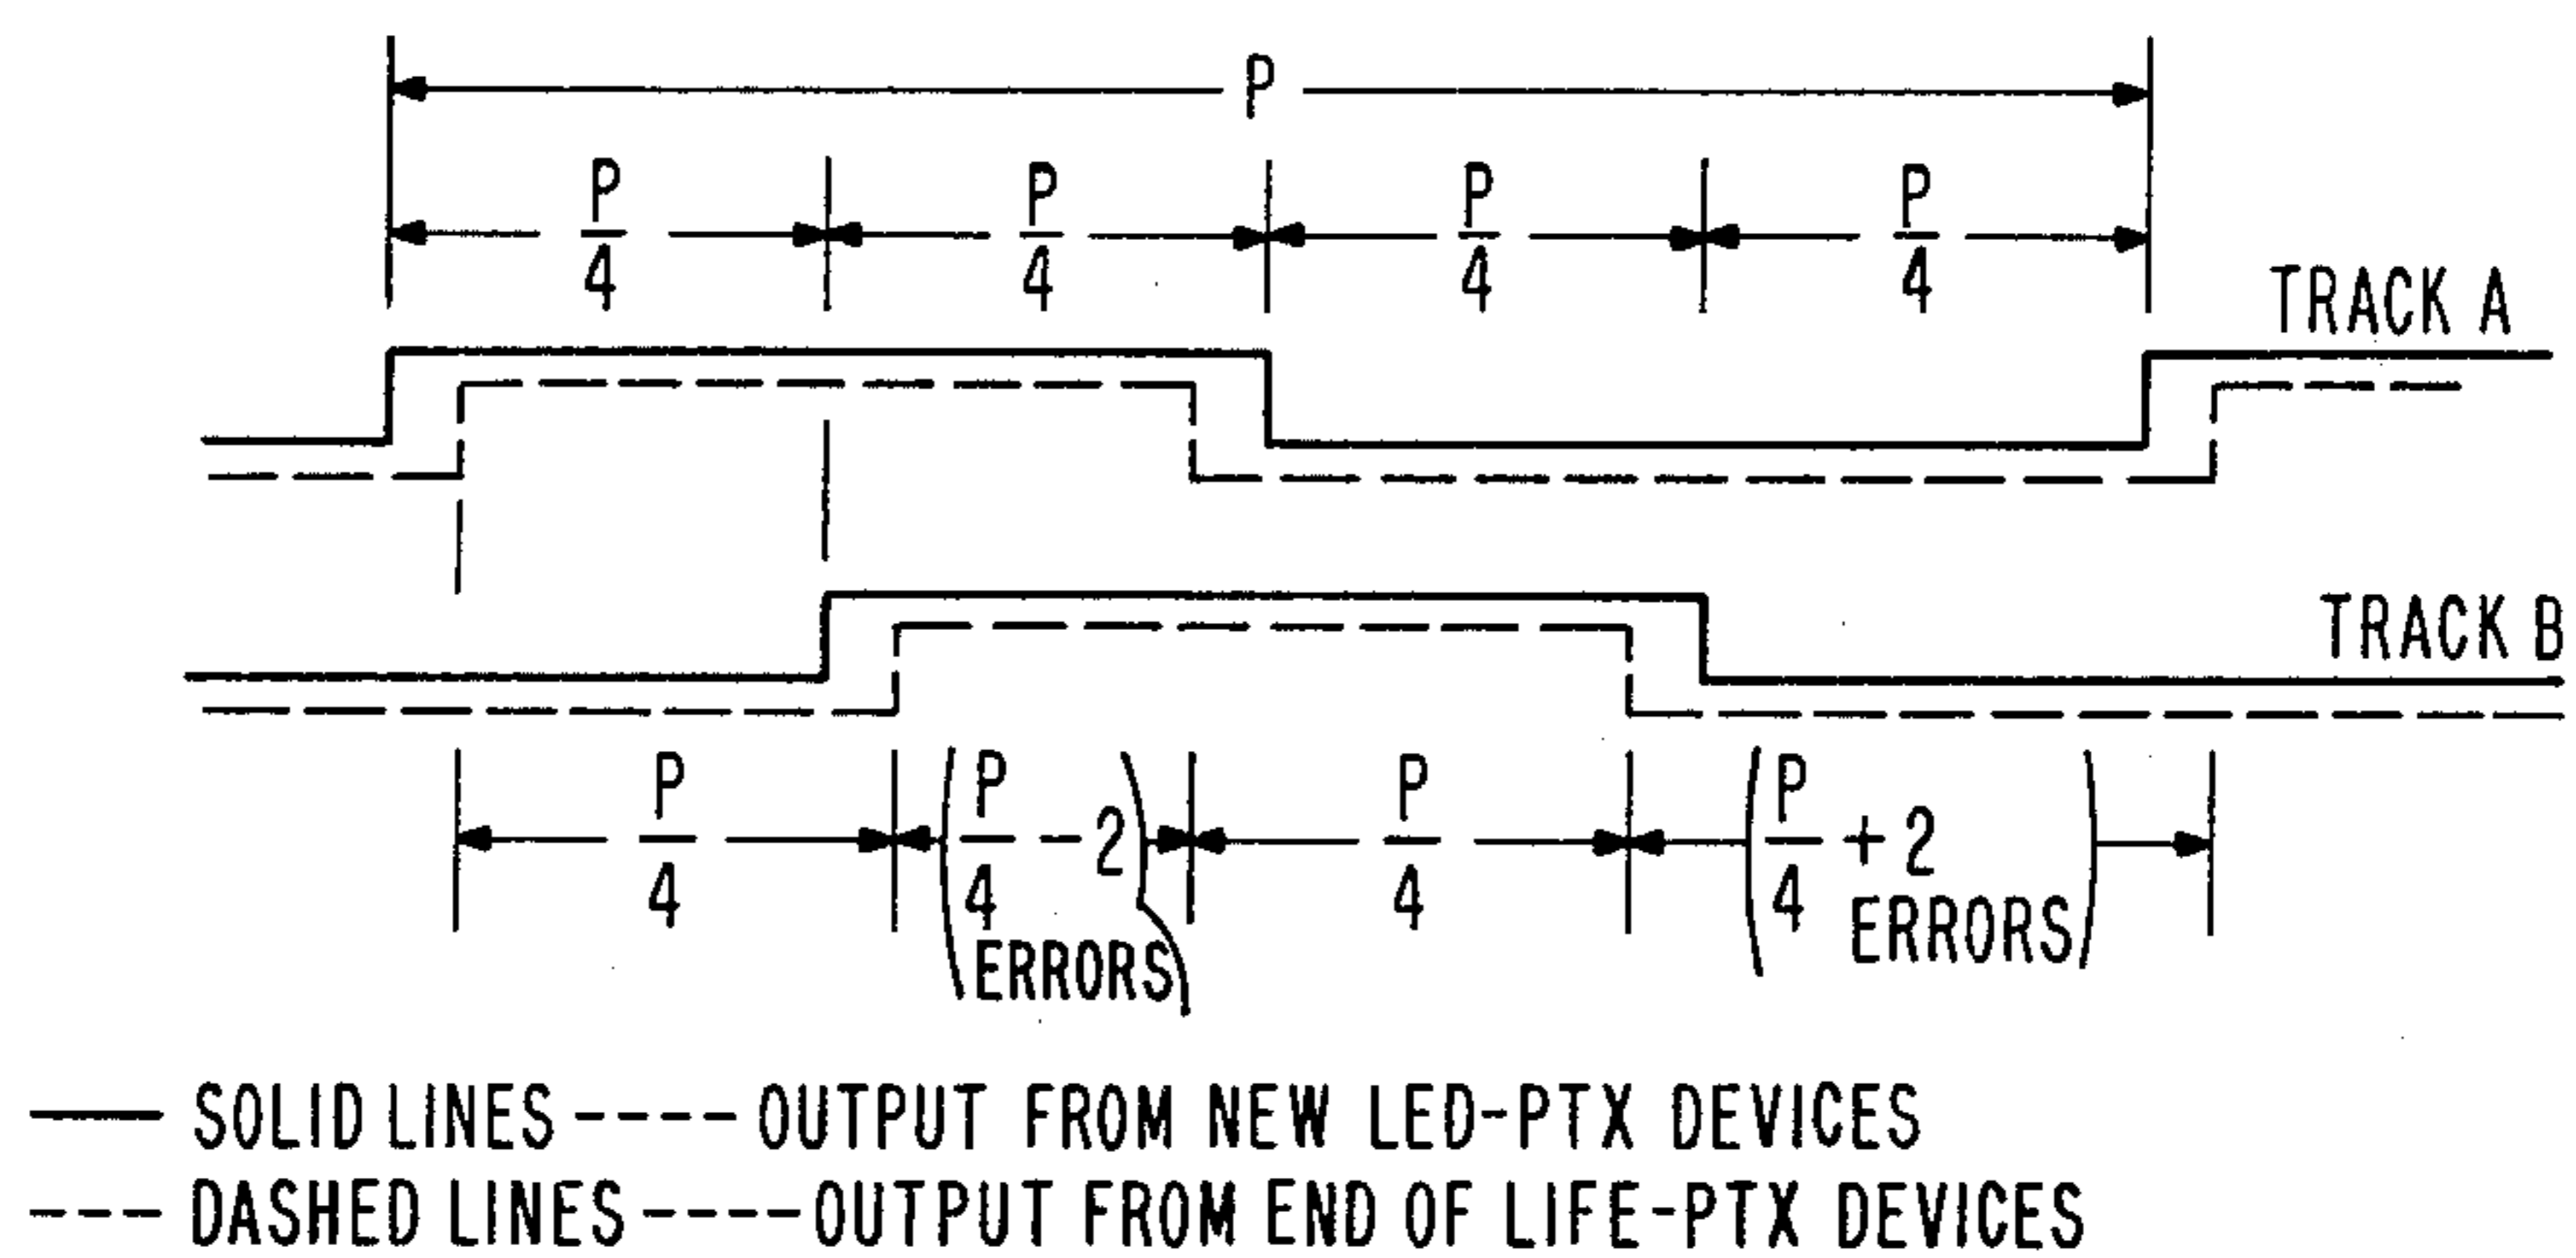 P
P/4 P/4 P/4 P/4
TRACK A
TRACK B
P/4 (P/4 - 2 ERRORS) P/4 (P/4 + 2 ERRORS)
SOLID LINES ---- OUTPUT FROM NEW LED-PTX DEVICES
DASHED LINES ---- OUTPUT FROM END OF LIFE-PTX DEVICES